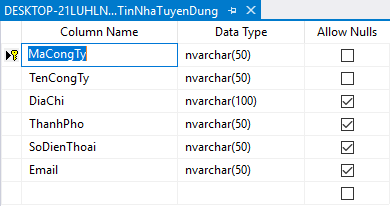 DESKTOP-21LUHLN...TinNhaTuyenDung
Column Name Data Type Allow Nulls
MaCongTy nvarchar(50)
TenCongTy nvarchar(50)
DiaChi nvarchar(100)
ThanhPho nvarchar(50)
SoDienThoai nvarchar(50)
Email nvarchar(50)